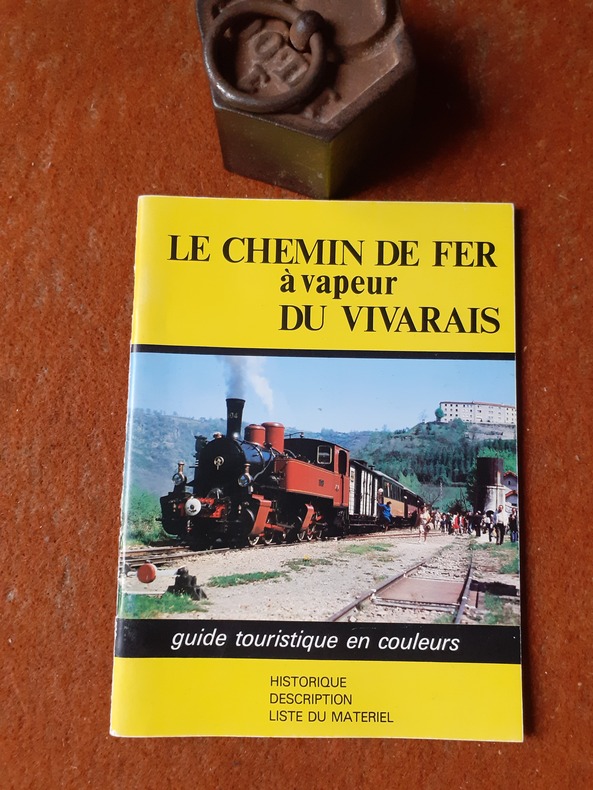 LE CHEMIN DE FER
à vapeur
DU VIVARAIS
guide touristique en couleurs
HISTORIQUE
DESCRIPTION
LISTE DU MATERIEL